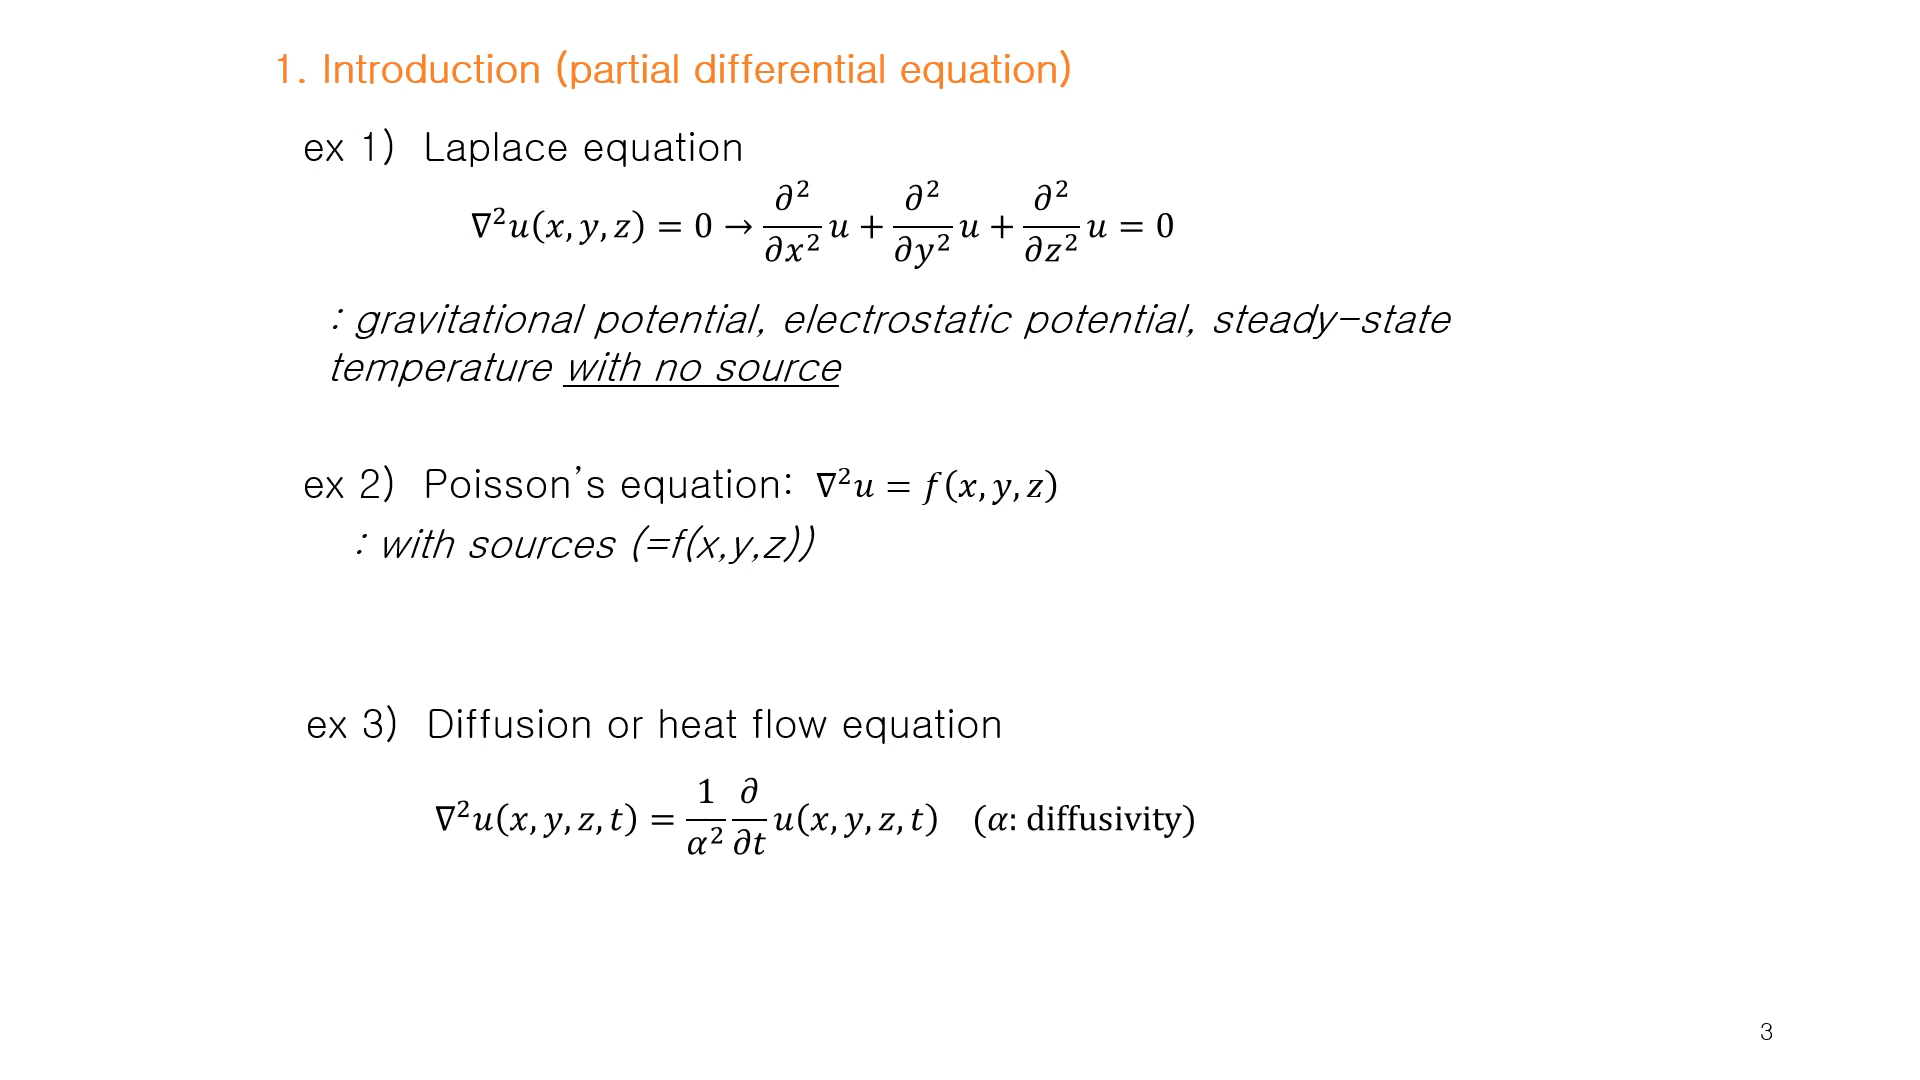 1. Introduction (partial differential equation)
ex 1)  Laplace equation
∇²u(x, y, z) = 0 → ∂²/∂x² u + ∂²/∂y² u + ∂²/∂z² u = 0
: gravitational potential, electrostatic potential, steady-state
temperature with no source
ex 2)  Poisson’s equation:  ∇²u = f(x, y, z)
: with sources (=f(x,y,z))
ex 3)  Diffusion or heat flow equation
∇²u(x, y, z, t) = 1/α² ∂/∂t u(x, y, z, t)   (α: diffusivity)
3